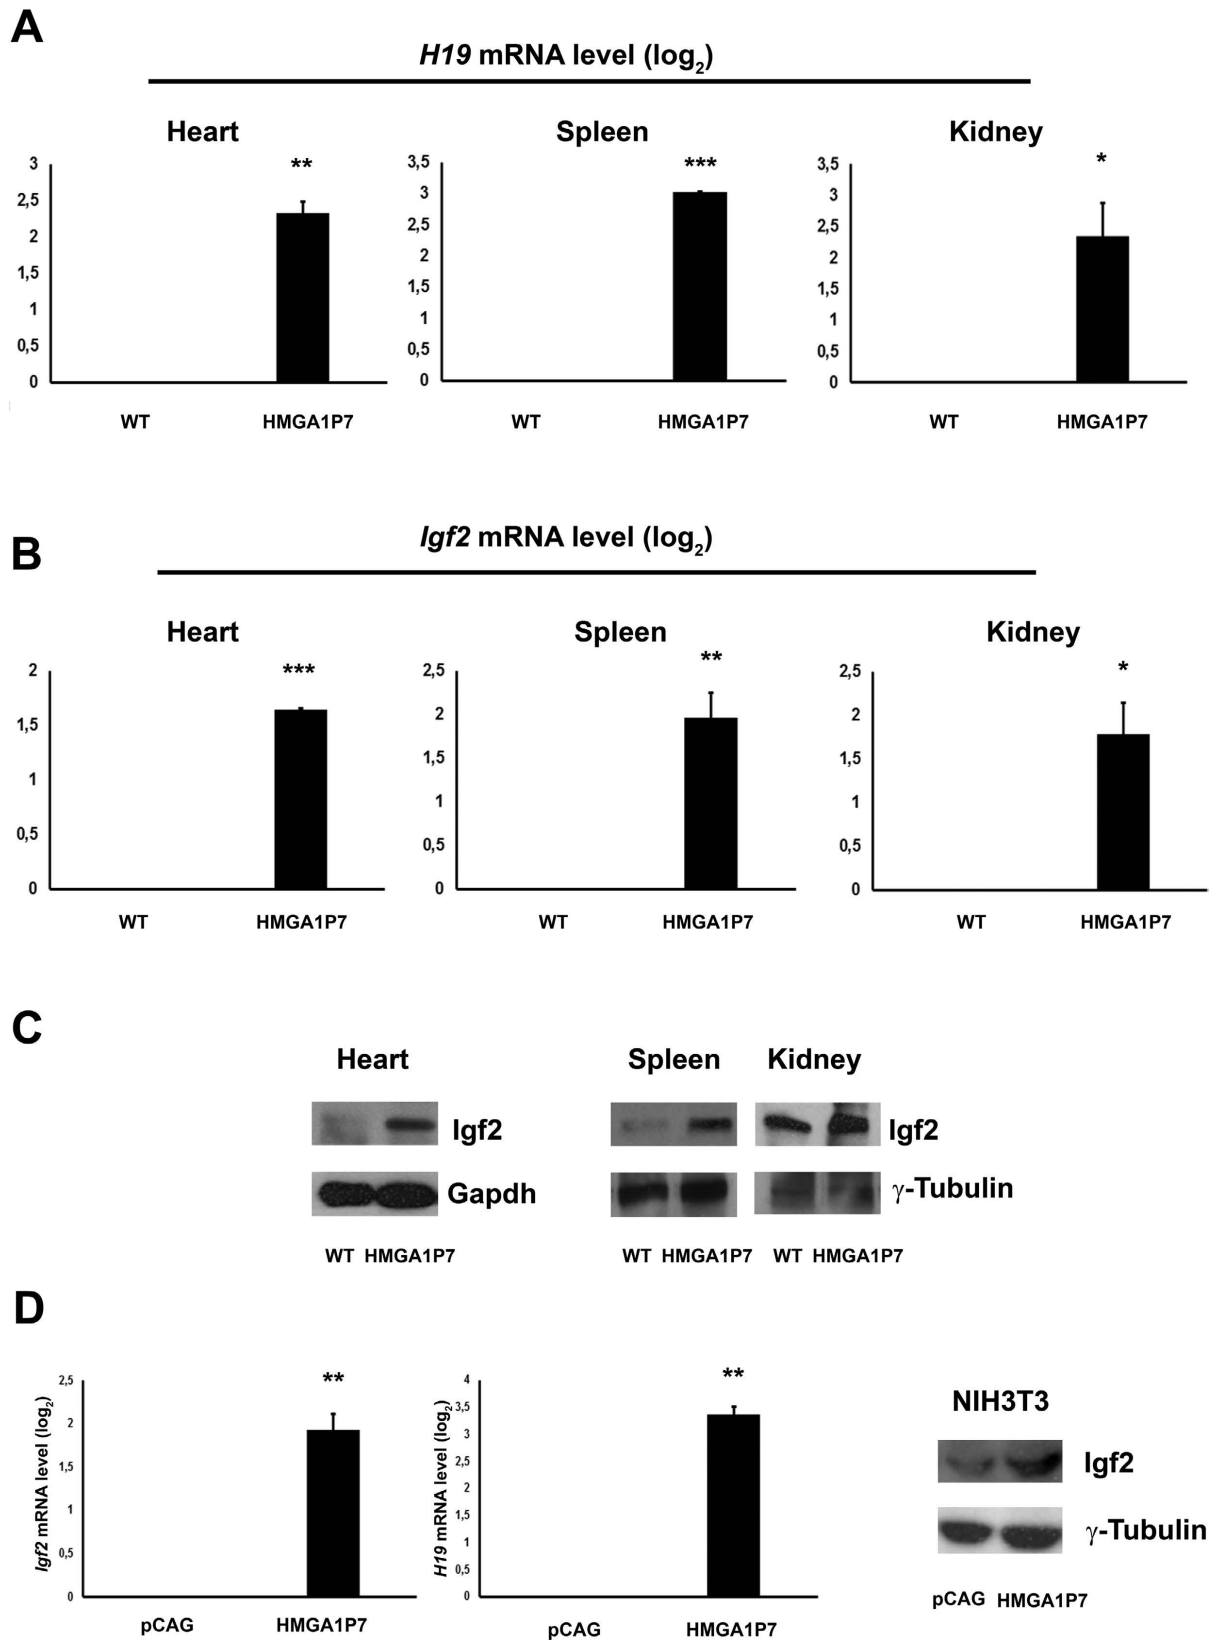 A
H19 mRNA level (log2)
Heart
Spleen
Kidney
3
2,5
2
1,5
1
0,5
0
**
WT
HMGA1P7
3,5
3
2,5
2
1,5
1
0,5
0
***
WT
HMGA1P7
3,5
3
2,5
2
1,5
1
0,5
0
*
WT
HMGA1P7
B
Igf2 mRNA level (log2)
Heart
Spleen
Kidney
2
1,5
1
0,5
0
***
WT
HMGA1P7
2,5
2
1,5
1
0,5
0
**
WT
HMGA1P7
2,5
2
1,5
1
0,5
0
*
WT
HMGA1P7
C
Heart
Igf2
Gapdh
WT HMGA1P7
Spleen Kidney
Igf2
γ-Tubulin
WT HMGA1P7 WT HMGA1P7
D
Igf2 mRNA level (log2)
2,5
2
1,5
1
0,5
0
**
pCAG
HMGA1P7
H19 mRNA level (log2)
4
3,5
3
2,5
2
1,5
1
0,5
0
**
pCAG
HMGA1P7
NIH3T3
Igf2
γ-Tubulin
pCAG HMGA1P7